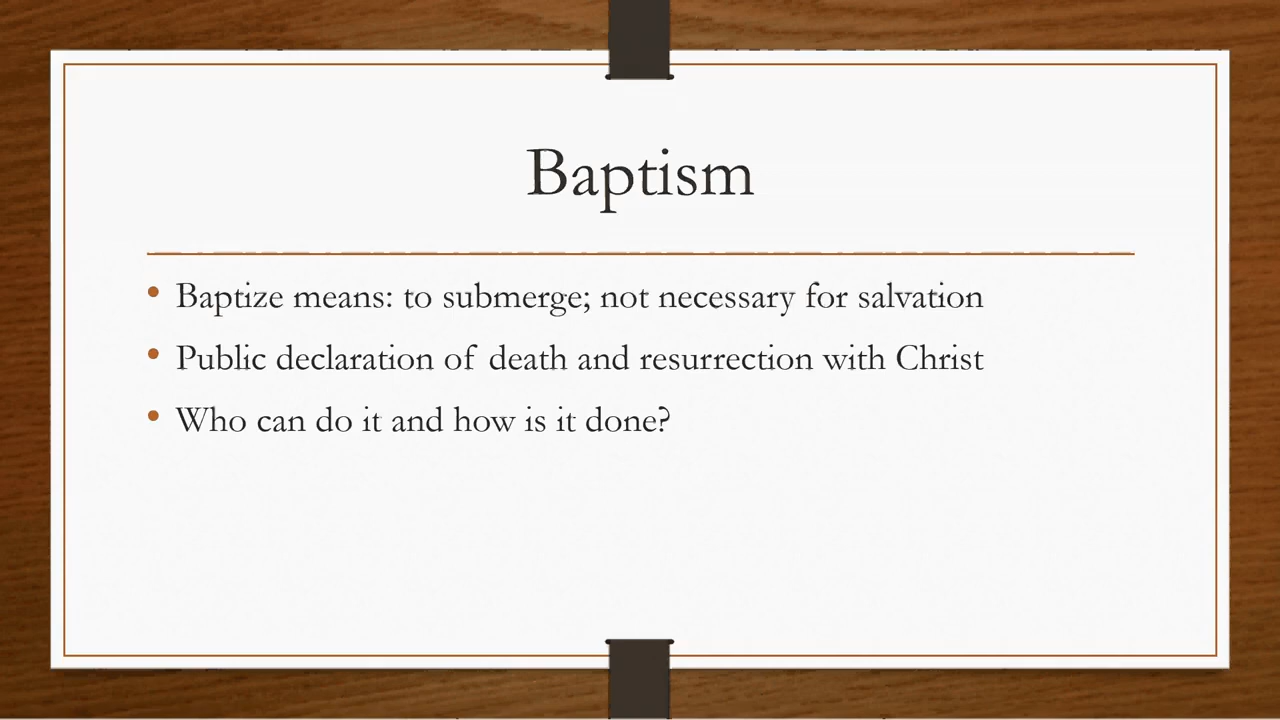 Baptism
• Baptize means: to submerge; not necessary for salvation
• Public declaration of death and resurrection with Christ
• Who can do it and how is it done?